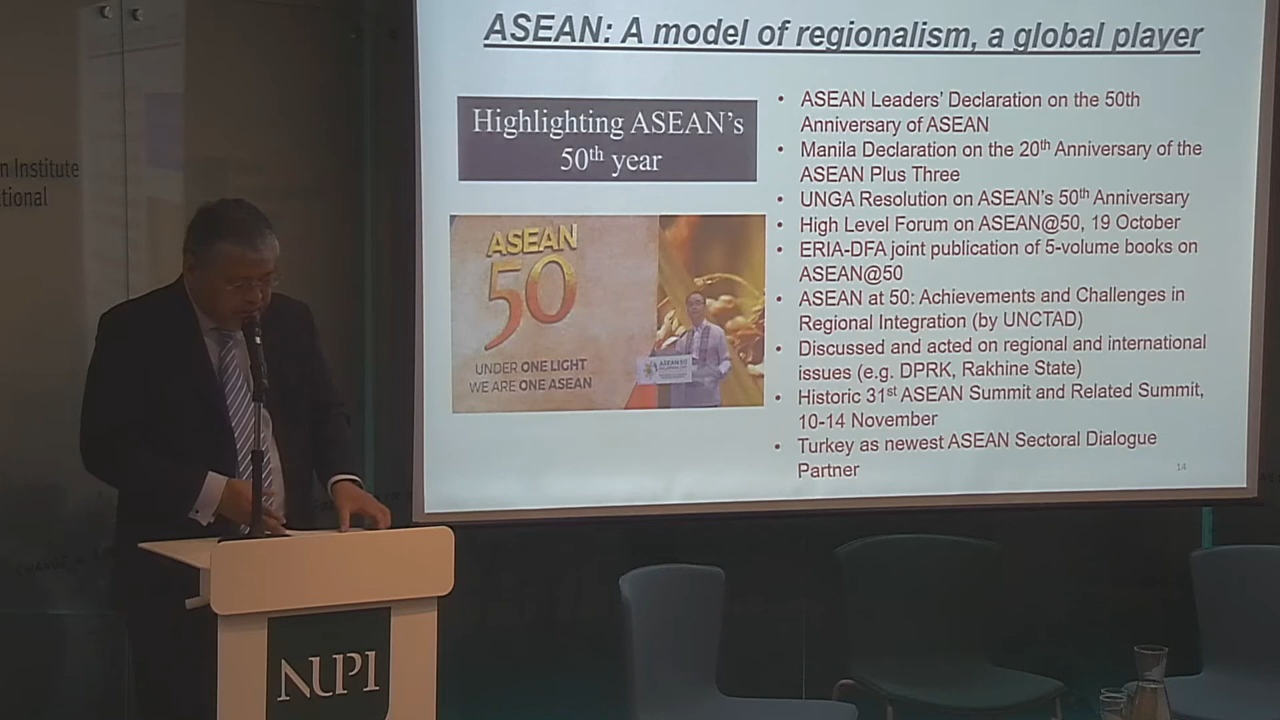 ASEAN: A model of regionalism, a global player
Highlighting ASEAN's
50th year
ASEAN
50
UNDER ONE LIGHT
WE ARE ONE ASEAN
ASEAN 50
• ASEAN Leaders' Declaration on the 50th
Anniversary of ASEAN
• Manila Declaration on the 20th Anniversary of the
ASEAN Plus Three
• UNGA Resolution on ASEAN's 50th Anniversary
• High Level Forum on ASEAN@50, 19 October
• ERIA-DFA joint publication of 5-volume books on
ASEAN@50
• ASEAN at 50: Achievements and Challenges in
Regional Integration (by UNCTAD)
• Discussed and acted on regional and international
issues (e.g. DPRK, Rakhine State)
• Historic 31st ASEAN Summit and Related Summit,
10-14 November
• Turkey as newest ASEAN Sectoral Dialogue
Partner
14
n Institute
tional
NUPI